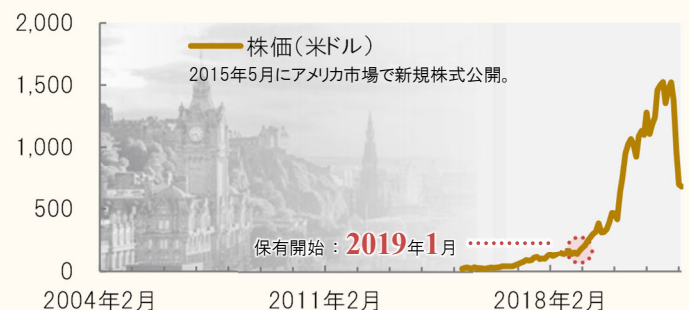 2,000
株価（米ドル）
2015年5月にアメリカ市場で新規株式公開。
1,500
1,000
500
保有開始：2019年1月
0
2004年2月 2011年2月 2018年2月